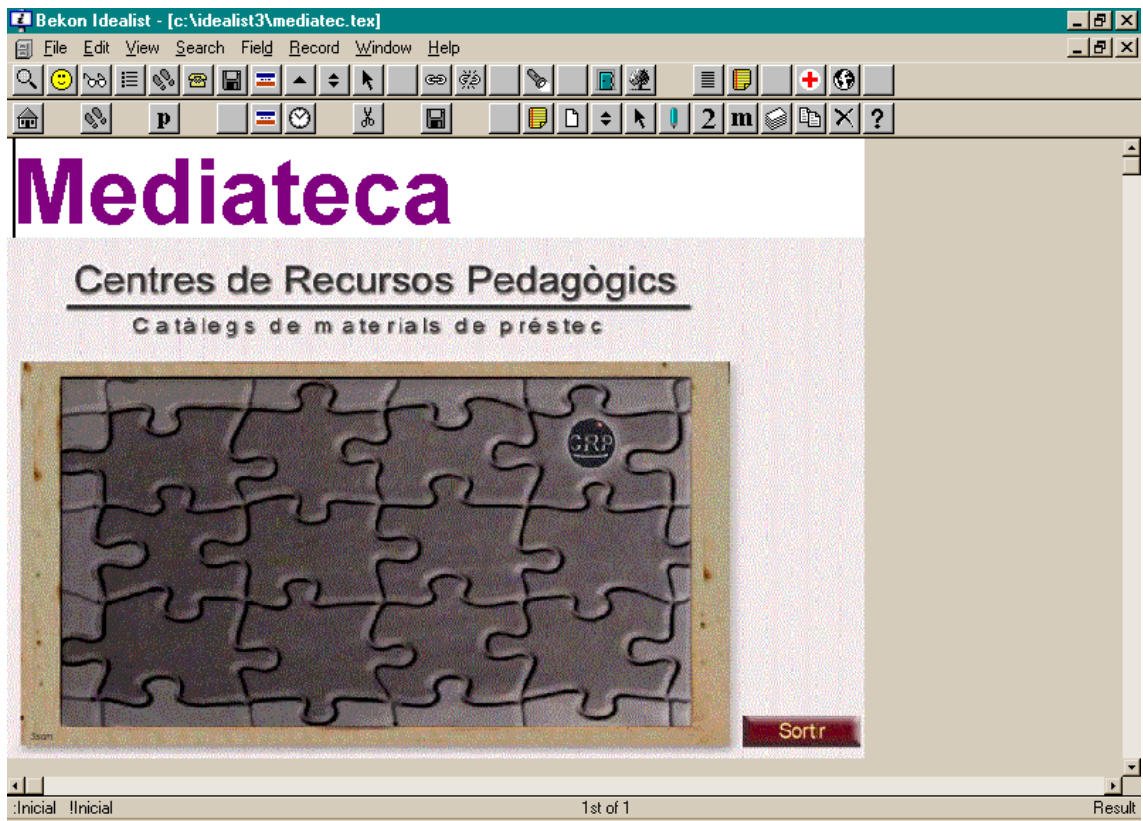 Bekon Idealist - [c:\idealist3\mediatec.tex]
File Edit View Search Field Record Window Help
p 2 m ?
Mediateca
Centres de Recursos Pedagògics
Catàlegs de materials de préstec
CRP
Sortir
:Inicial !Inicial 1st of 1 Result